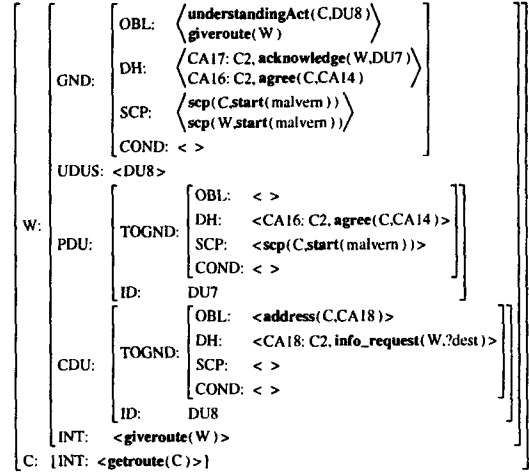 OBL: ⟨understandingAct(C,DU8)
giveroute(W)⟩
GND: DH: ⟨CA17: C2, acknowledge(W,DU7)
CA16: C2, agree(C,CA14)⟩
SCP: ⟨scp(C,start(malvern))
scp(W,start(malvern))⟩
COND: < >
UDUS: <DU8>
OBL: < >
W: PDU: TOGND: DH: <CA16: C2, agree(C,CA14)>
SCP: <scp(C,start(malvern))>
COND: < >
ID: DU7
OBL: <address(C,CA18)>
CDU: TOGND: DH: <CA18: C2, info_request(W,?dest)>
SCP: < >
COND: < >
ID: DU8
INT: <giveroute(W)>
C: [INT: <getroute(C)>]